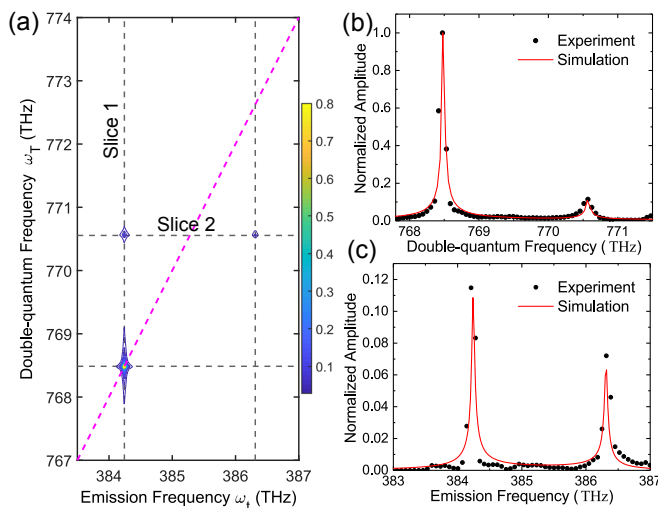 (a)
774
773
772
771
770
769
768
767
Double-quantum Frequency ω_T (THz)
Slice 1
Slice 2
384
385
386
387
Emission Frequency ω_t (THz)
0.8
0.7
0.6
0.5
0.4
0.3
0.2
0.1
(b)
1.0
0.8
0.6
0.4
0.2
0.0
Normalized Amplitude
Experiment
Simulation
768
769
770
771
Double-quantum Frequency ( THz)
(c)
0.12
0.10
0.08
0.06
0.04
0.02
0.00
Normalized Amplitude
Experiment
Simulation
383
384
385
386
387
Emission Frequency ( THz)